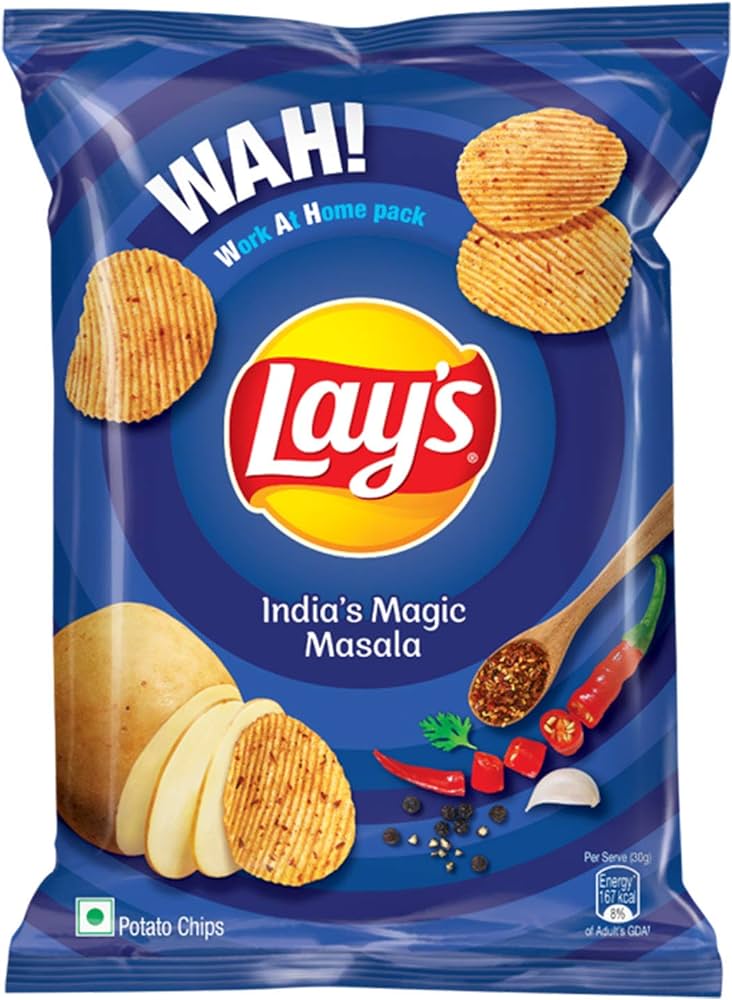 WAH!
Work At Home pack
Lay's®
India's Magic
Masala
Per Serve (30g)
Energy*
167 kcal
8%
of Adult's GDA†
Potato Chips